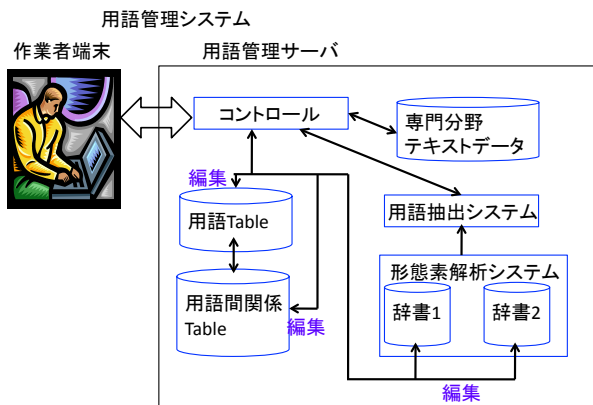 用語管理システム
作業者端末
用語管理サーバ
コントロール
専門分野
テキストデータ
編集
用語Table
用語抽出システム
形態素解析システム
用語間関係
Table
編集
辞書1
辞書2
編集